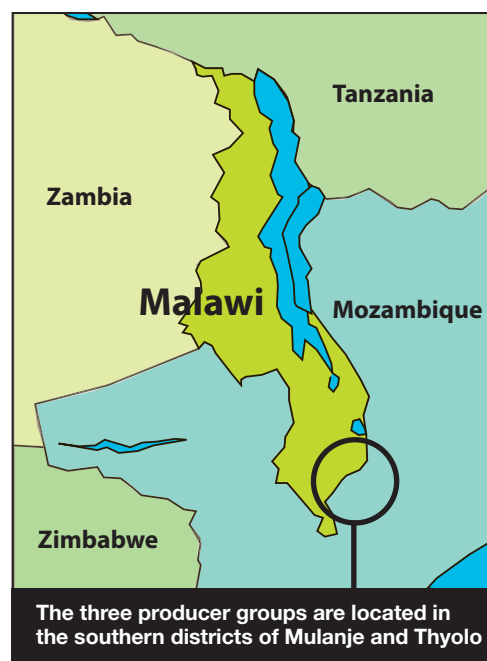 Tanzania
Zambia
Malawi
Mozambique
Zimbabwe
The three producer groups are located in
the southern districts of Mulanje and Thyolo